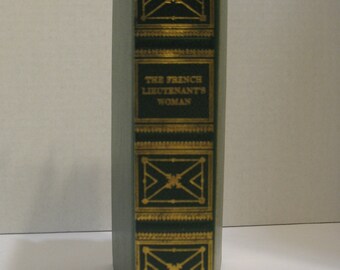 THE FRENCH
LIEUTENANT'S
WOMAN